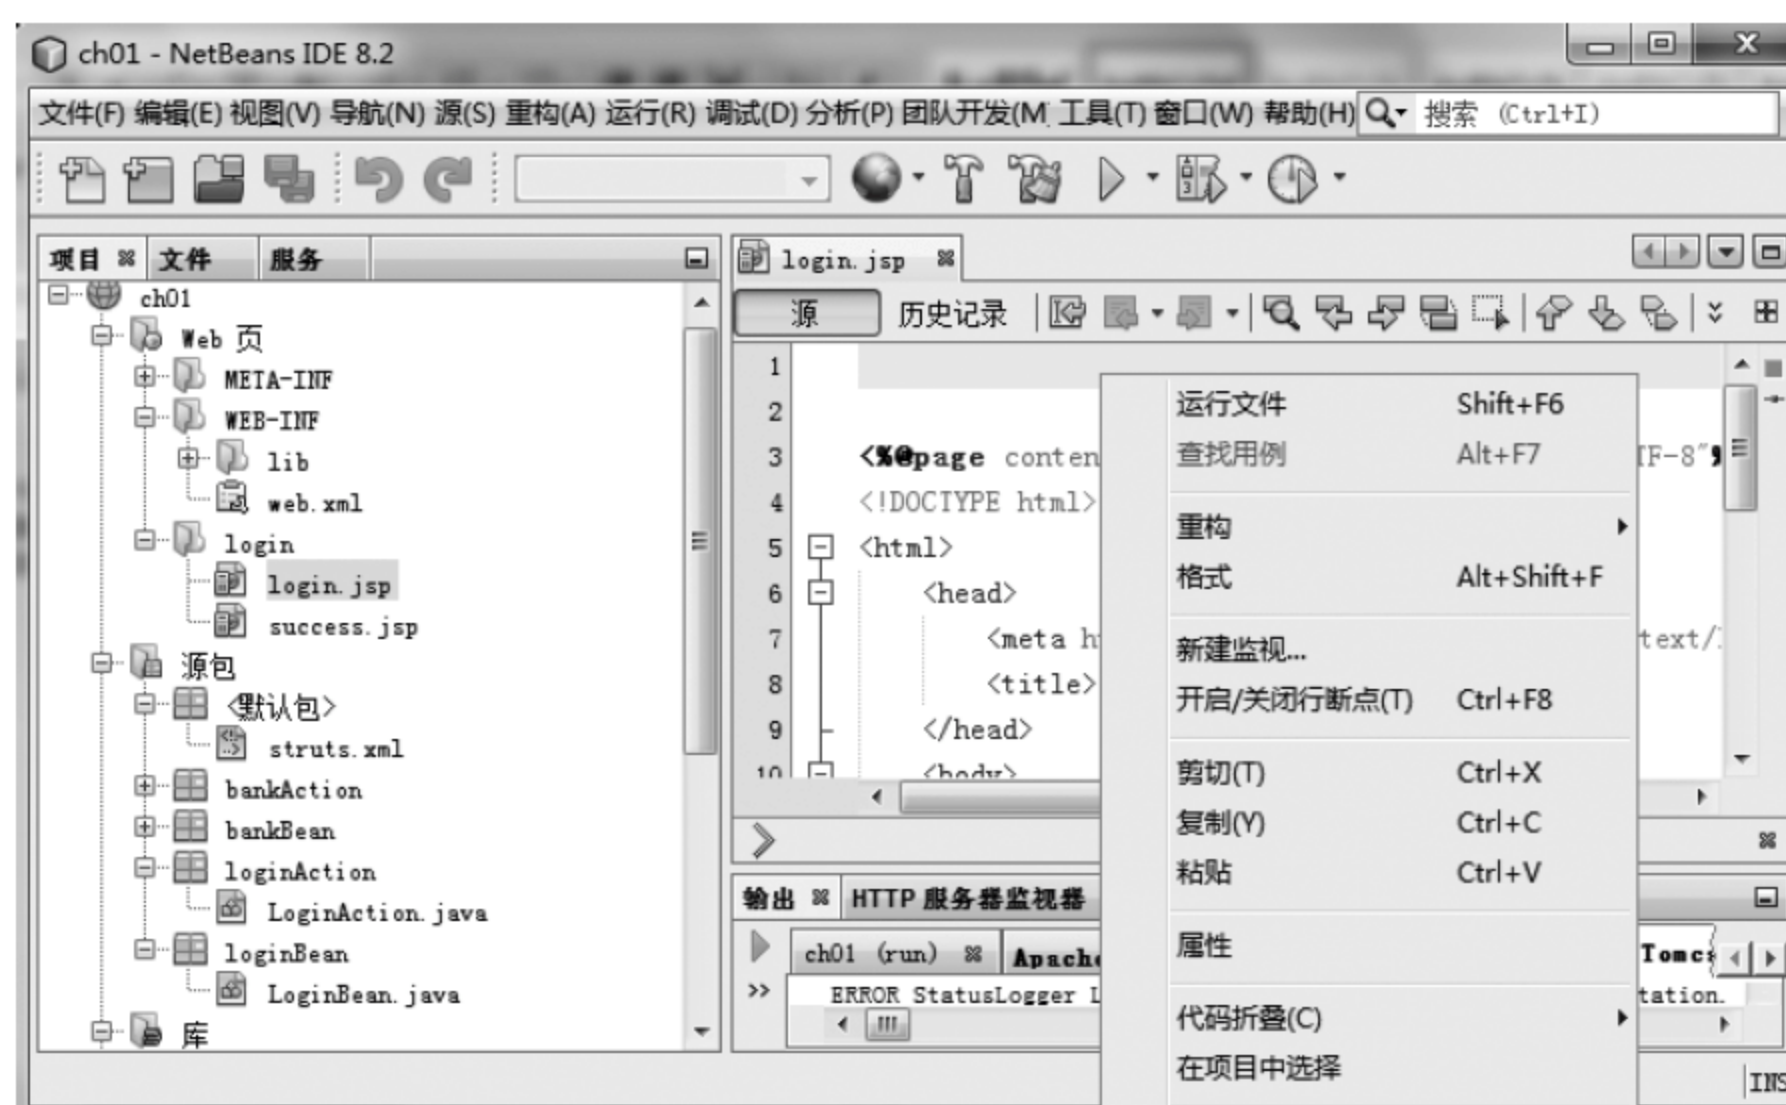 ch01 - NetBeans IDE 8.2
文件(F) 编辑(E) 视图(V) 导航(N) 源(S) 重构(A) 运行(R) 调试(D) 分析(P) 团队开发(M 工具(T) 窗口(W) 帮助(H) 搜索 (Ctrl+I)
项目 文件 服务
ch01
Web 页
META-INF
WEB-INF
lib
web.xml
login
login.jsp
success.jsp
源包
<默认包>
struts.xml
bankAction
bankBean
loginAction
LoginAction.java
loginBean
LoginBean.java
库
login.jsp
源 历史记录
1
2
3 <%@page conten TF-8"
4 <!DOCTYPE html>
5 <html>
6 <head>
7 <meta h text/
8 <title>
9 </head>
10 <body>
运行文件 Shift+F6
查找用例 Alt+F7
重构
格式 Alt+Shift+F
新建监视...
开启/关闭行断点(T) Ctrl+F8
剪切(T) Ctrl+X
复制(Y) Ctrl+C
粘贴 Ctrl+V
属性
代码折叠(C)
在项目中选择
输出 HTTP 服务器监视器
ch01 (run) Apache Tomc
ERROR StatusLogger L tation.
INS